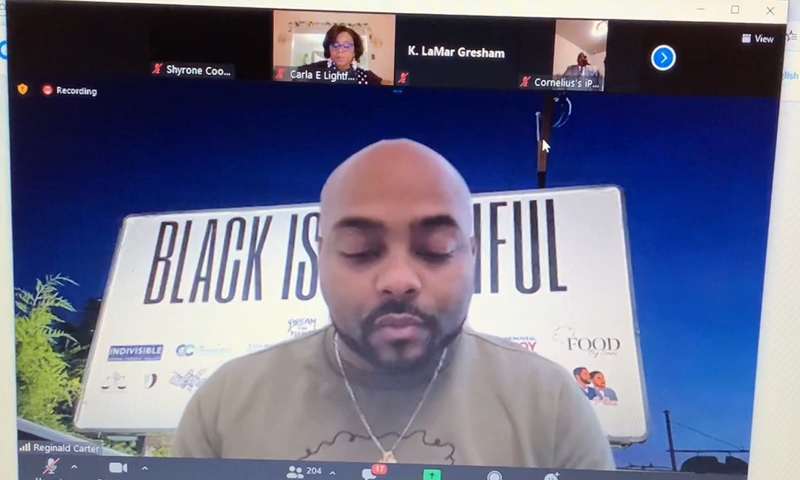 View
Shyrone Coo...
Carla E Lightf...
K. LaMar Gresham
Cornelius's iP...
Recording
BLACK IS
IFUL
DREAM
INDIVISIBLE
FOOD
Reginald Carter
204
17